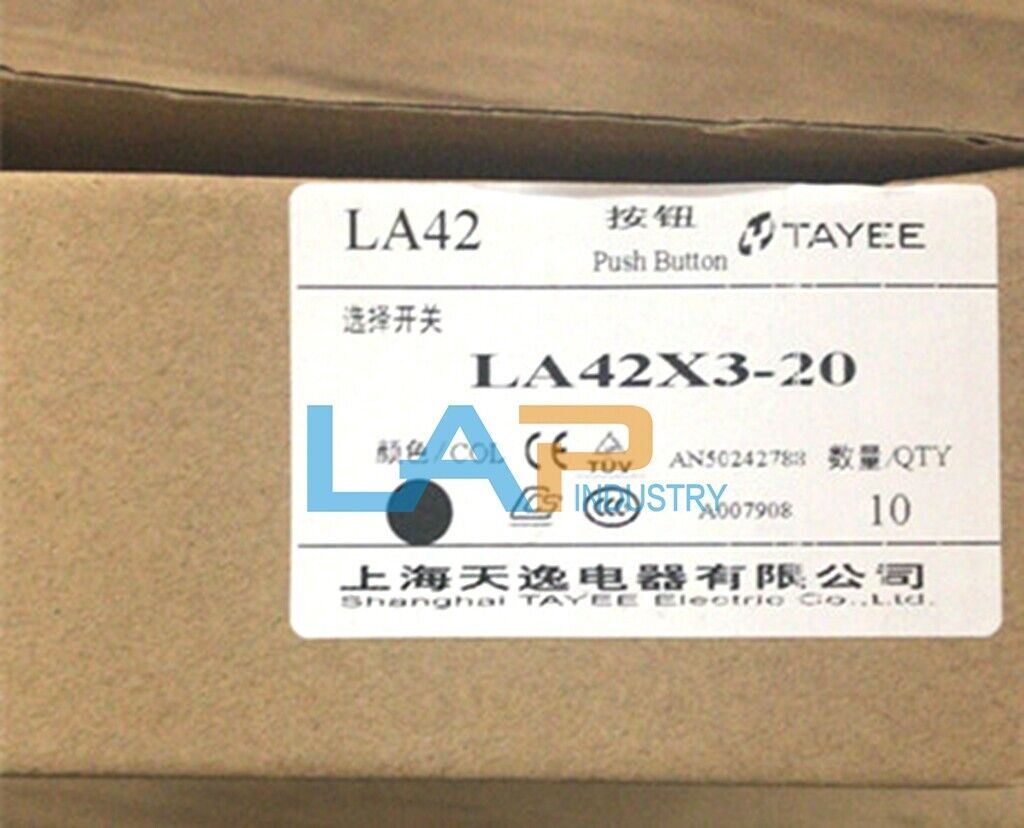 LA42
按钮
Push Button
TAYEE
选择开关
LA42X3-20
颜色/COL
CE
TÜV
AN50242788
数量/QTY
LAP
INDUSTRY
A007908
10
上海天逸电器有限公司
Shanghai TAYEE Electric Co.,Ltd.